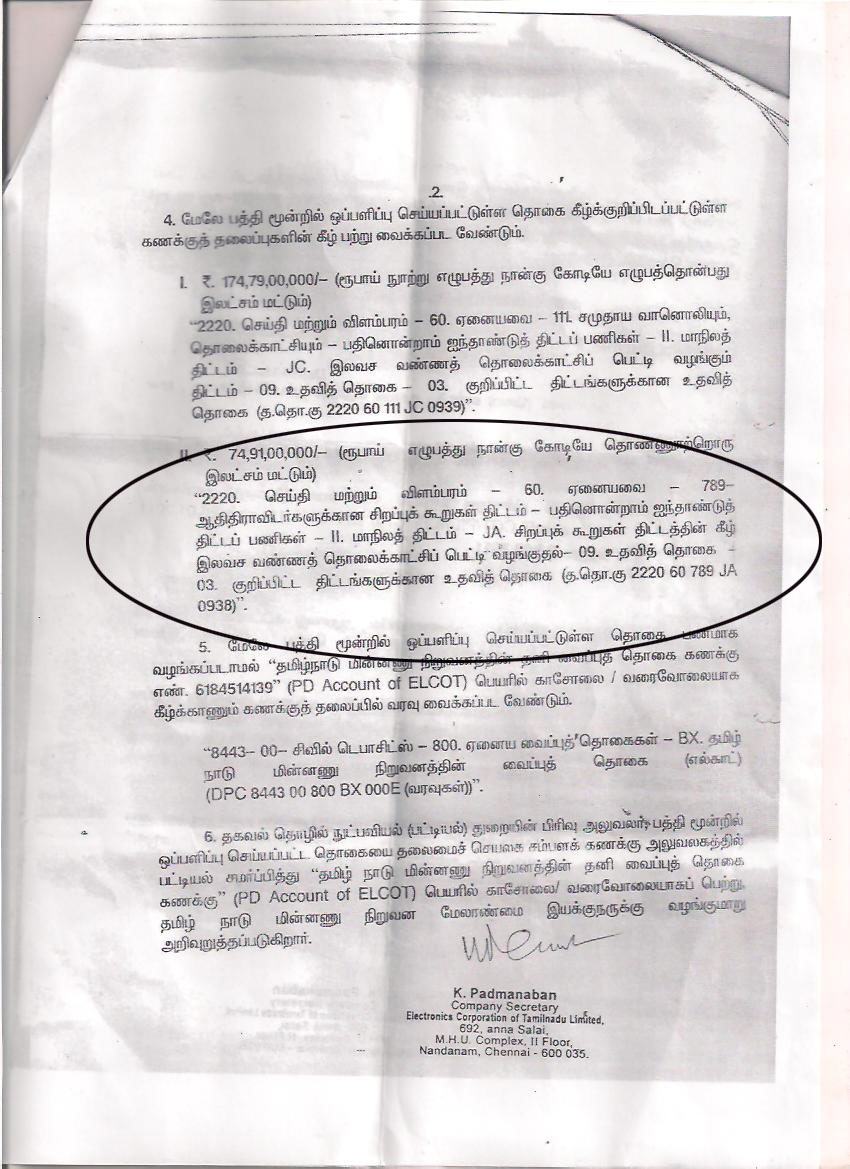 .2.
4. மேலே பத்தி மூன்றில் ஒப்பளிப்பு செய்யப்பட்டுள்ள தொகை கீழ்க்குறிப்பிடப்பட்டுள்ள
கணக்குத் தலைப்புகளின் கீழ் பற்று வைக்கப்பட வேண்டும்.
I. ₹. 174,79,00,000/– (ரூபாய் நூற்று எழுபத்து நான்கு கோடியே எழுபத்தொன்பது
இலட்சம் மட்டும்)
“2220. செய்தி மற்றும் விளம்பரம் – 60. ஏனையவை – 111. சமுதாய வானொலியும்,
தொலைக்காட்சியும் – பதினொன்றாம் ஐந்தாண்டுத் திட்டப் பணிகள் – II. மாநிலத்
திட்டம் – JC. இலவச வண்ணத் தொலைக்காட்சிப் பெட்டி வழங்கும்
திட்டம் – 09. உதவித் தொகை – 03. குறிப்பிட்ட திட்டங்களுக்கான உதவித்
தொகை (த.தொ.கு 2220 60 111 JC 0939)”.
II. ₹. 74,91,00,000/– (ரூபாய் எழுபத்து நான்கு கோடியே தொண்ணூற்றொரு
இலட்சம் மட்டும்)
“2220. செய்தி மற்றும் விளம்பரம் – 60. ஏனையவை – 789–
ஆதிதிராவிடர்களுக்கான சிறப்புக் கூறுகள் திட்டம் – பதினொன்றாம் ஐந்தாண்டுத்
திட்டப் பணிகள் – II. மாநிலத் திட்டம் – JA. சிறப்புக் கூறுகள் திட்டத்தின் கீழ்
இலவச வண்ணத் தொலைக்காட்சிப் பெட்டி வழங்குதல்– 09. உதவித் தொகை –
03. குறிப்பிட்ட திட்டங்களுக்கான உதவித் தொகை (த.தொ.கு 2220 60 789 JA
0938)”.
5. மேலே பத்தி மூன்றில் ஒப்பளிப்பு செய்யப்பட்டுள்ள தொகை பணமாக
வழங்கப்படாமல் “தமிழ்நாடு மின்னணு நிறுவனத்தின் தனி வைப்புத் தொகை கணக்கு
எண். 6184514139” (PD Account of ELCOT) பெயரில் காசோலை / வரைவோலையாக
கீழ்க்காணும் கணக்குத் தலைப்பில் வரவு வைக்கப்பட வேண்டும்.
“8443– 00– சிவில் டெபாசிட்ஸ் – 800. ஏனைய வைப்புத் தொகைகள் – BX. தமிழ்
நாடு மின்னணு நிறுவனத்தின் வைப்புத் தொகை (எல்காட்)
(DPC 8443 00 800 BX 000E (வரவுகள்))”.
6. தகவல் தொழில் நுட்பவியல் (பட்டியல்) துறையின் பிரிவு அலுவலர், பத்தி மூன்றில்
ஒப்பளிப்பு செய்யப்பட்ட தொகையை தலைமைச் செயலக சம்பளக் கணக்கு அலுவலகத்தில்
பட்டியல் சமர்ப்பித்து “தமிழ் நாடு மின்னணு நிறுவனத்தின் தனி வைப்புத் தொகை
கணக்கு” (PD Account of ELCOT) பெயரில் காசோலை/ வரைவோலையாகப் பெற்று,
தமிழ் நாடு மின்னணு நிறுவன மேலாண்மை இயக்குநருக்கு வழங்குமாறு
அறிவுறுத்தப்படுகிறார்.
K. Padmanaban
Company Secretary
Electronics Corporation of Tamilnadu Limited,
692, anna Salai,
M.H.U. Complex, II Floor,
Nandanam, Chennai - 600 035.